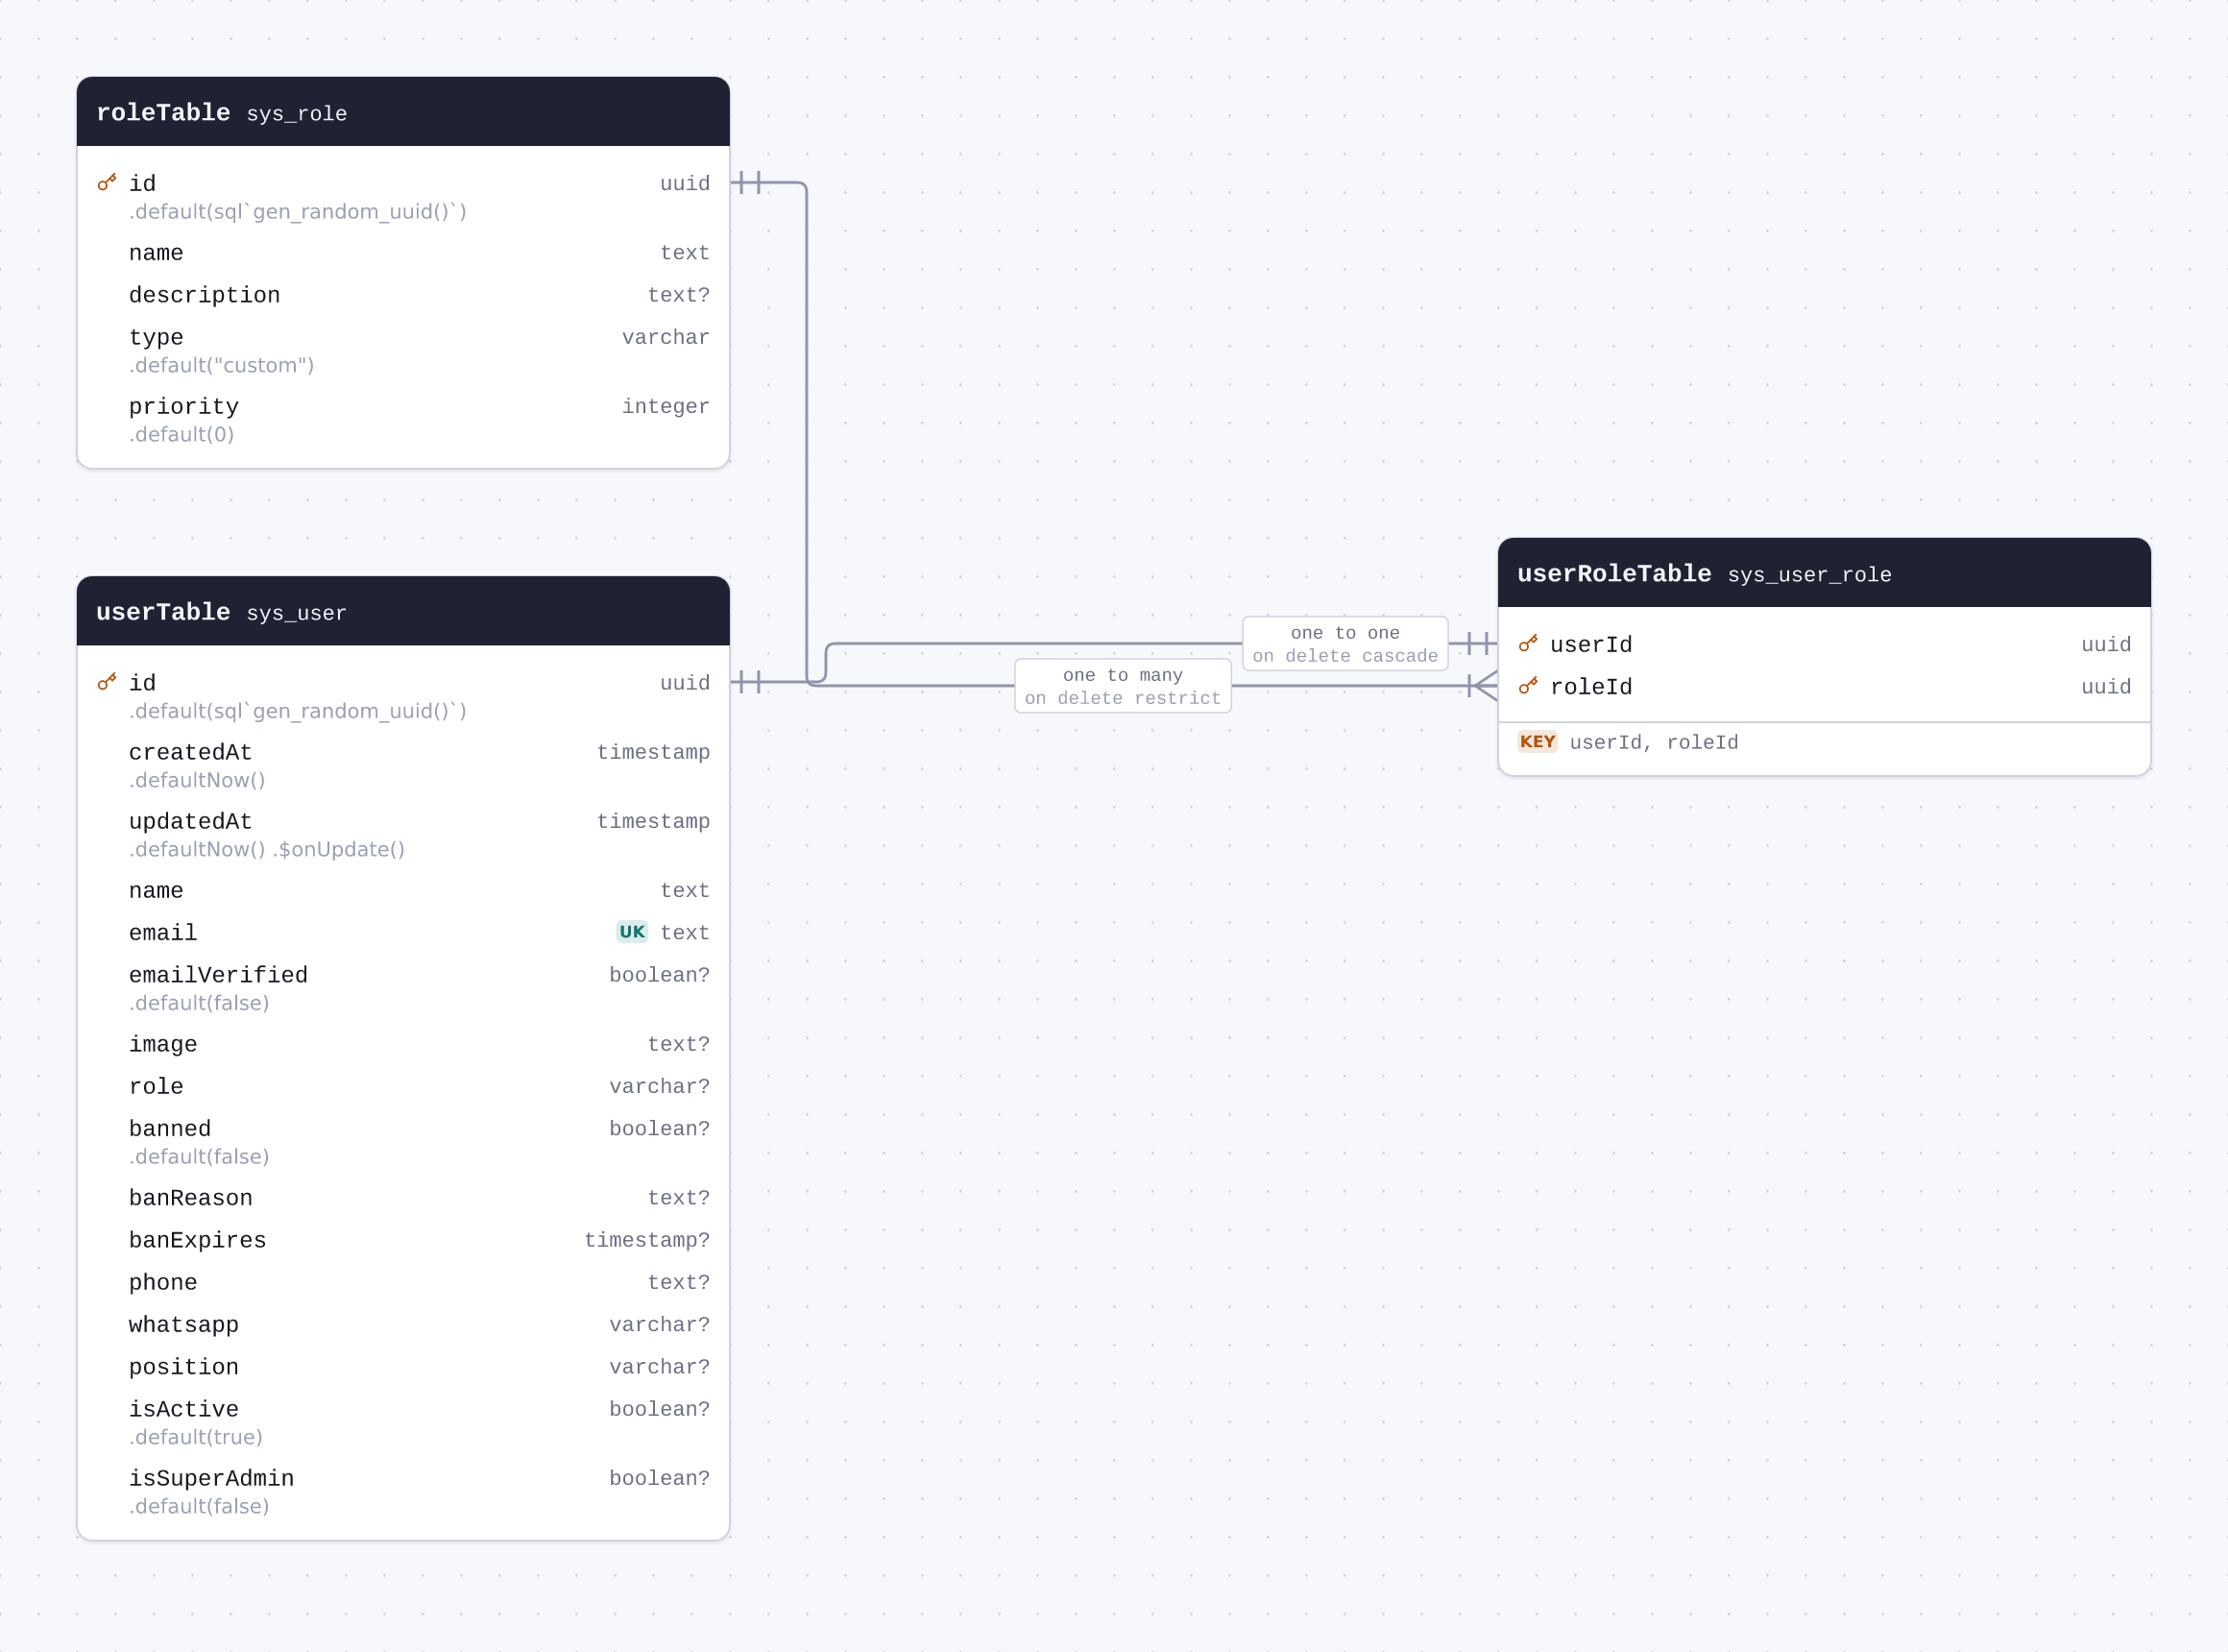 roleTable sys_role
id uuid
.default(sql`gen_random_uuid()`)
name text
description text?
type varchar
.default("custom")
priority integer
.default(0)
userTable sys_user
id uuid
.default(sql`gen_random_uuid()`)
createdAt timestamp
.defaultNow()
updatedAt timestamp
.defaultNow() .$onUpdate()
name text
email UK text
emailVerified boolean?
.default(false)
image text?
role varchar?
banned boolean?
.default(false)
banReason text?
banExpires timestamp?
phone text?
whatsapp varchar?
position varchar?
isActive boolean?
.default(true)
isSuperAdmin boolean?
.default(false)
one to one
on delete cascade
one to many
on delete restrict
userRoleTable sys_user_role
userId uuid
roleId uuid
KEY userId, roleId